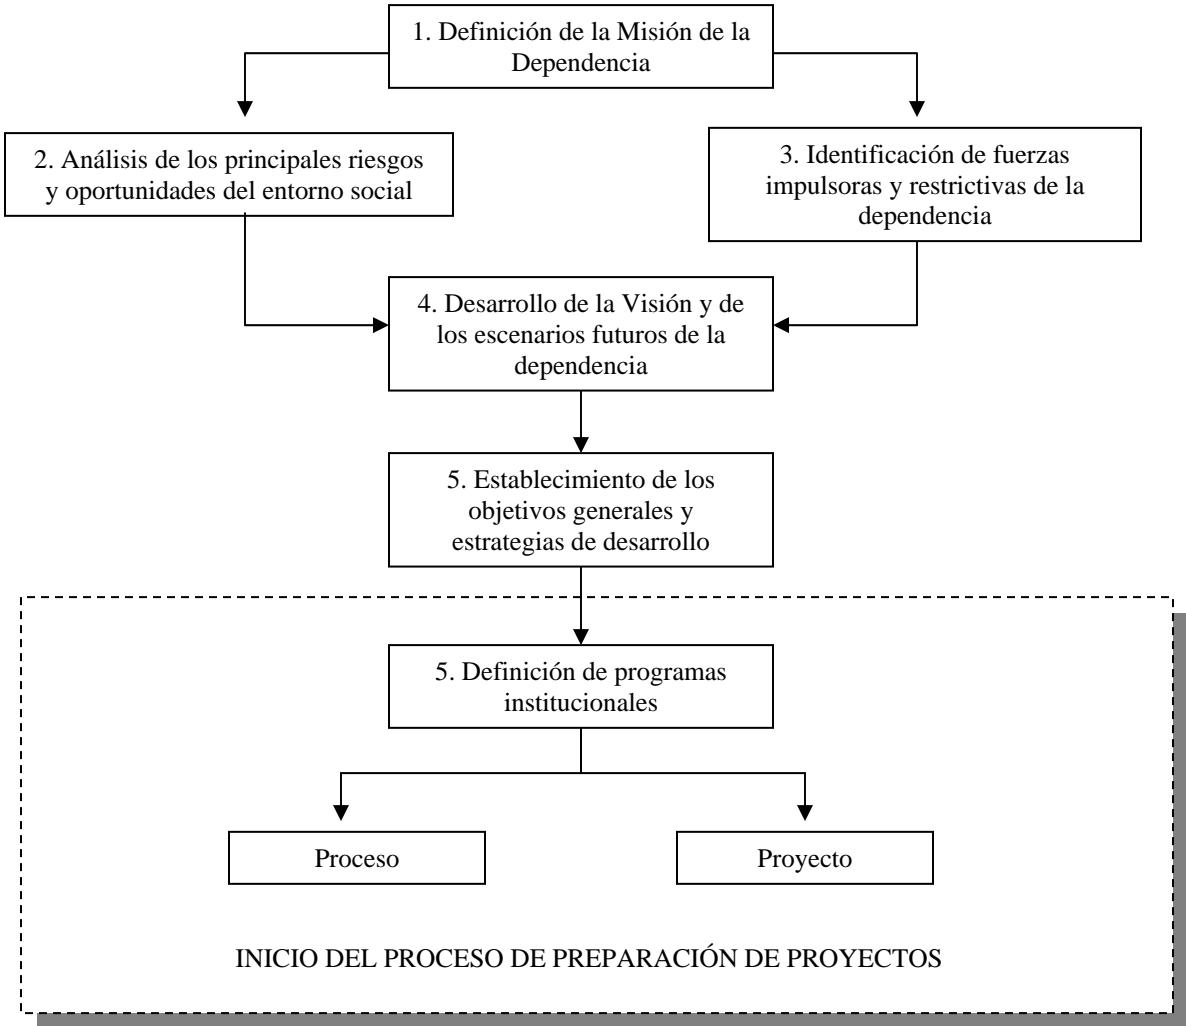 1. Definición de la Misión de la
Dependencia
2. Análisis de los principales riesgos
y oportunidades del entorno social
3. Identificación de fuerzas
impulsoras y restrictivas de la
dependencia
4. Desarrollo de la Visión y de
los escenarios futuros de la
dependencia
5. Establecimiento de los
objetivos generales y
estrategias de desarrollo
5. Definición de programas
institucionales
Proceso
Proyecto
INICIO DEL PROCESO DE PREPARACIÓN DE PROYECTOS